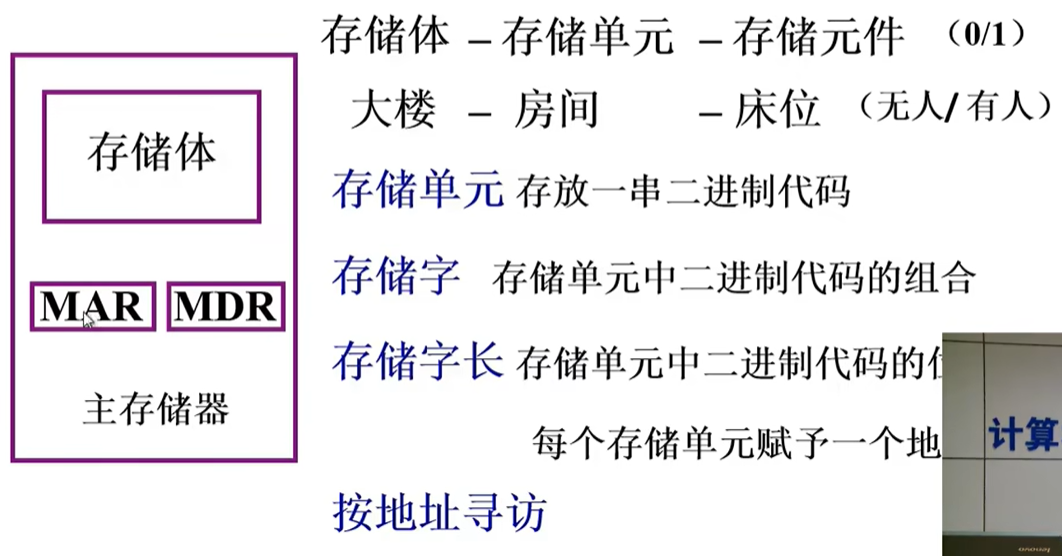 存储体 – 存储单元 – 存储元件 （0/1）
大楼 – 房间 – 床位 （无人/ 有人）
存储体
存储单元 存放一串二进制代码
存储字 存储单元中二进制代码的组合
MAR MDR
存储字长 存储单元中二进制代码的
主存储器
每个存储单元赋予一个地
按地址寻访
计算